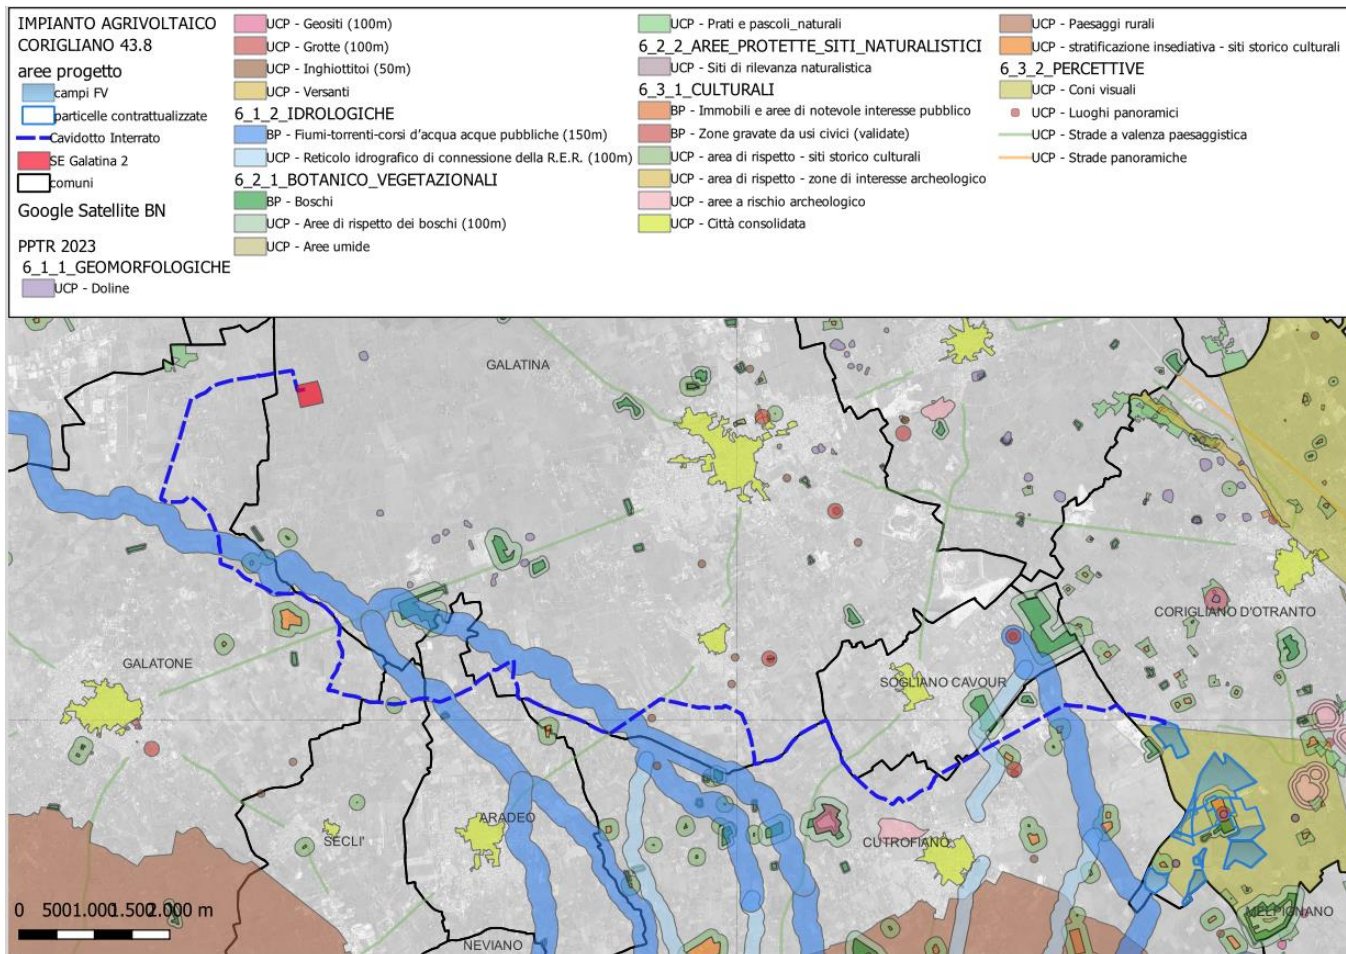 IMPIANTO AGRIVOLTAICO
CORIGLIANO 43.8
aree progetto
campi FV
particelle contrattualizzate
Cavidotto Interrato
SE Galatina 2
comuni
Google Satellite BN
PPTR 2023
6_1_1_GEOMORFOLOGICHE
UCP - Doline
UCP - Geositi (100m)
UCP - Grotte (100m)
UCP - Inghiottitoi (50m)
UCP - Versanti
6_1_2_IDROLOGICHE
BP - Fiumi-torrenti-corsi d'acqua acque pubbliche (150m)
UCP - Reticolo idrografico di connessione della R.E.R. (100m)
6_2_1_BOTANICO_VEGETAZIONALI
BP - Boschi
UCP - Aree di rispetto dei boschi (100m)
UCP - Aree umide
UCP - Prati e pascoli_naturali
6_2_2_AREE_PROTETTE_SITI_NATURALISTICI
UCP - Siti di rilevanza naturalistica
6_3_1_CULTURALI
BP - Immobili e aree di notevole interesse pubblico
BP - Zone gravate da usi civici (validate)
UCP - area di rispetto - siti storico culturali
UCP - area di rispetto - zone di interesse archeologico
UCP - aree a rischio archeologico
UCP - Città consolidata
UCP - Paesaggi rurali
UCP - stratificazione insediativa - siti storico culturali
6_3_2_PERCETTIVE
UCP - Coni visuali
UCP - Luoghi panoramici
UCP - Strade a valenza paesaggistica
UCP - Strade panoramiche
GALATINA
CORIGLIANO D'OTRANTO
GALATONE
SOGLIANO CAVOUR
ARADEO
SECLI'
CUTROFIANO
MELPIGNANO
NEVIANO
0 500 1.000 1.500 2.000 m